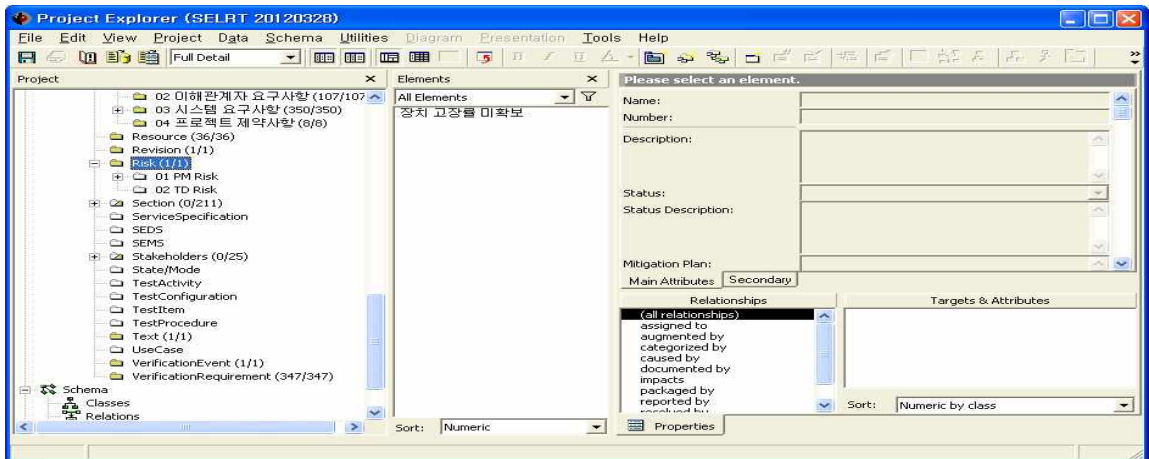 Project Explorer (SELRT 20120328)
File Edit View Project Data Schema Utilities Diagram Presentation Tools Help
Full Detail
Project
02 이해관계자 요구사항 (107/107
03 시스템 요구사항 (350/350)
04 프로젝트 제약사항 (8/8)
Resource (36/36)
Revision (1/1)
Risk (1/1)
01 PM Risk
02 TD Risk
Section (0/211)
ServiceSpecification
SEDS
SEMS
Stakeholders (0/25)
State/Mode
TestActivity
TestConfiguration
TestItem
TestProcedure
Text (1/1)
UseCase
VerificationEvent (1/1)
VerificationRequirement (347/347)
Schema
Classes
Relations
Elements
All Elements
장치 고장률 미확보
Sort: Numeric
Please select an element.
Name:
Number:
Description:
Status:
Status Description:
Mitigation Plan:
Main Attributes Secondary
Relationships
(all relationships)
assigned to
augmented by
categorized by
caused by
documented by
impacts
packaged by
reported by
Targets & Attributes
Sort: Numeric by class
Properties